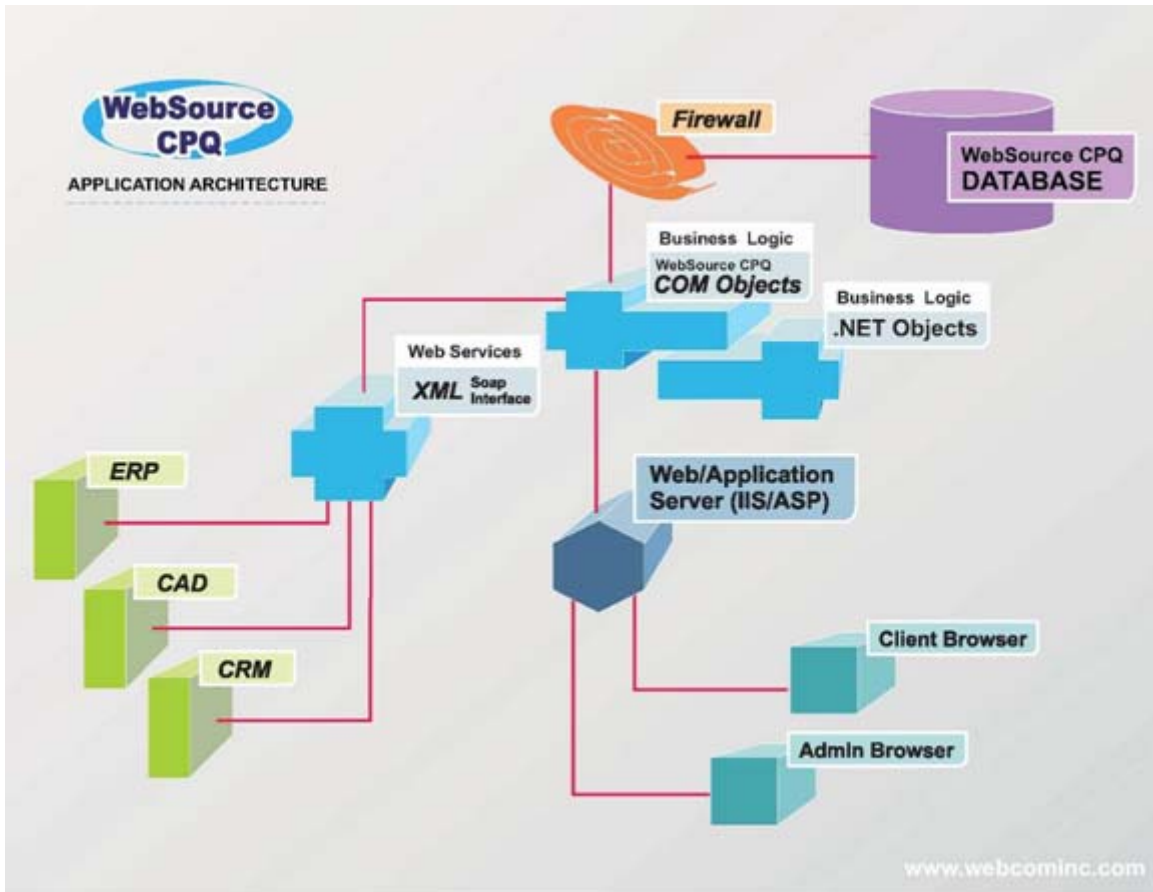 WebSource
CPQ
APPLICATION ARCHITECTURE
Firewall
WebSource CPQ
DATABASE
Business Logic
WebSource CPQ
COM Objects
Business Logic
.NET Objects
Web Services
XML Soap
Interface
ERP
Web/Application
Server (IIS/ASP)
CAD
CRM
Client Browser
Admin Browser
www.webcominc.com